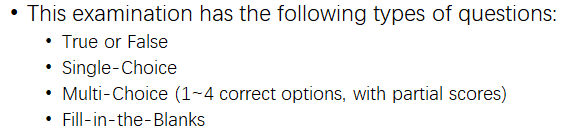 • This examination has the following types of questions:
• True or False
• Single-Choice
• Multi-Choice (1~4 correct options, with partial scores)
• Fill-in-the-Blanks